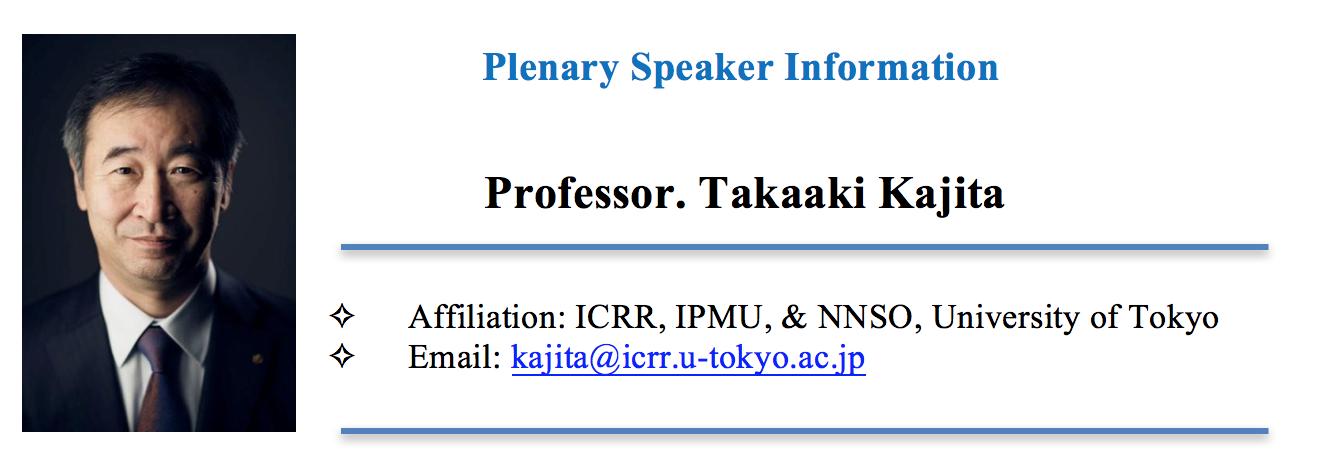 Plenary Speaker Information
Professor. Takaaki Kajita
✧ Affiliation: ICRR, IPMU, & NNSO, University of Tokyo
✧ Email: kajita@icrr.u-tokyo.ac.jp